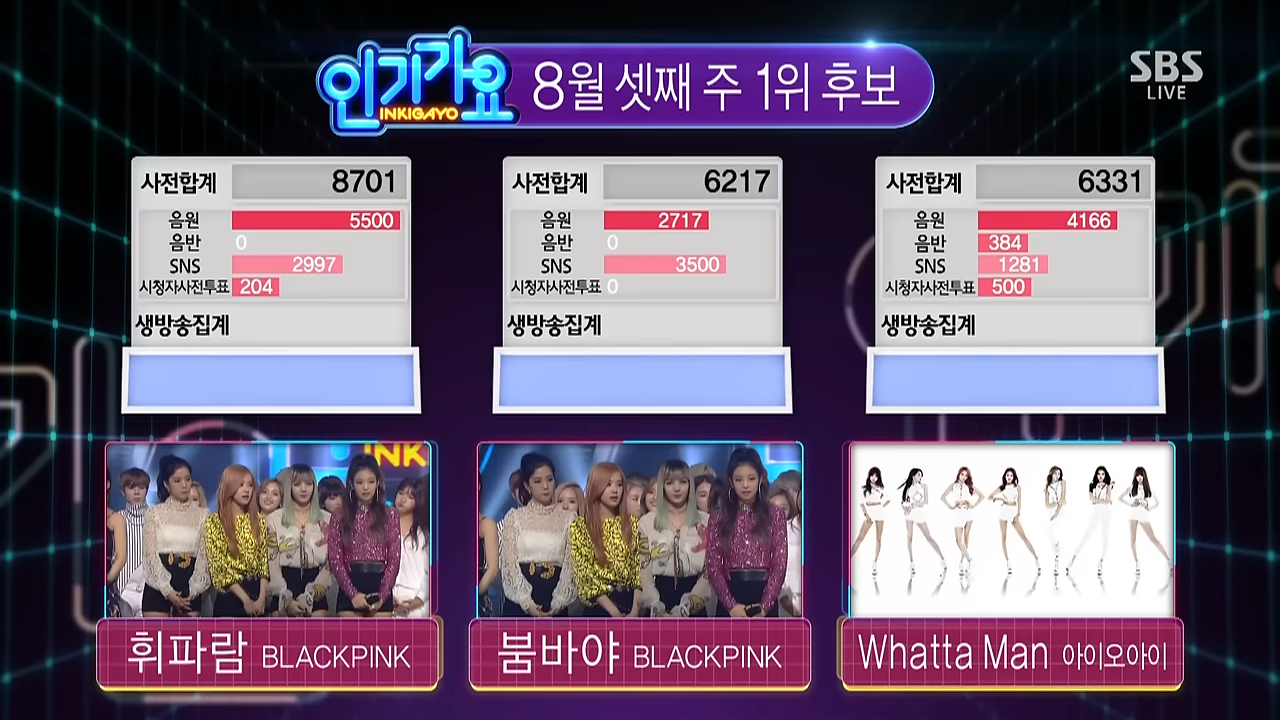 인기가요 INKIGAYO 8월 셋째 주 1위 후보
SBS
LIVE
사전합계 8701
음원 5500
음반 0
SNS 2997
시청자사전투표 204
생방송집계
사전합계 6217
음원 2717
음반 0
SNS 3500
시청자사전투표 0
생방송집계
사전합계 6331
음원 4166
음반 384
SNS 1281
시청자사전투표 500
생방송집계
INK
휘파람 BLACKPINK
붐바야 BLACKPINK
Whatta Man 아이오아이